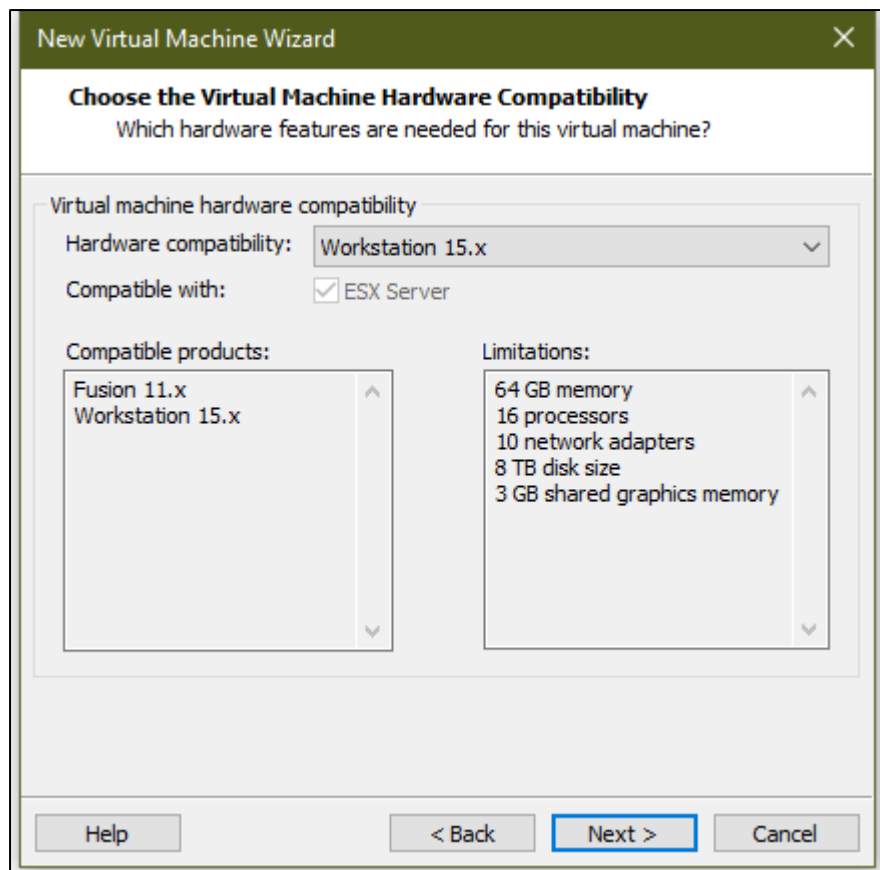 New Virtual Machine Wizard
Choose the Virtual Machine Hardware Compatibility
Which hardware features are needed for this virtual machine?
Virtual machine hardware compatibility
Hardware compatibility: Workstation 15.x
Compatible with: ESX Server
Compatible products:
Fusion 11.x
Workstation 15.x
Limitations:
64 GB memory
16 processors
10 network adapters
8 TB disk size
3 GB shared graphics memory
Help < Back Next > Cancel